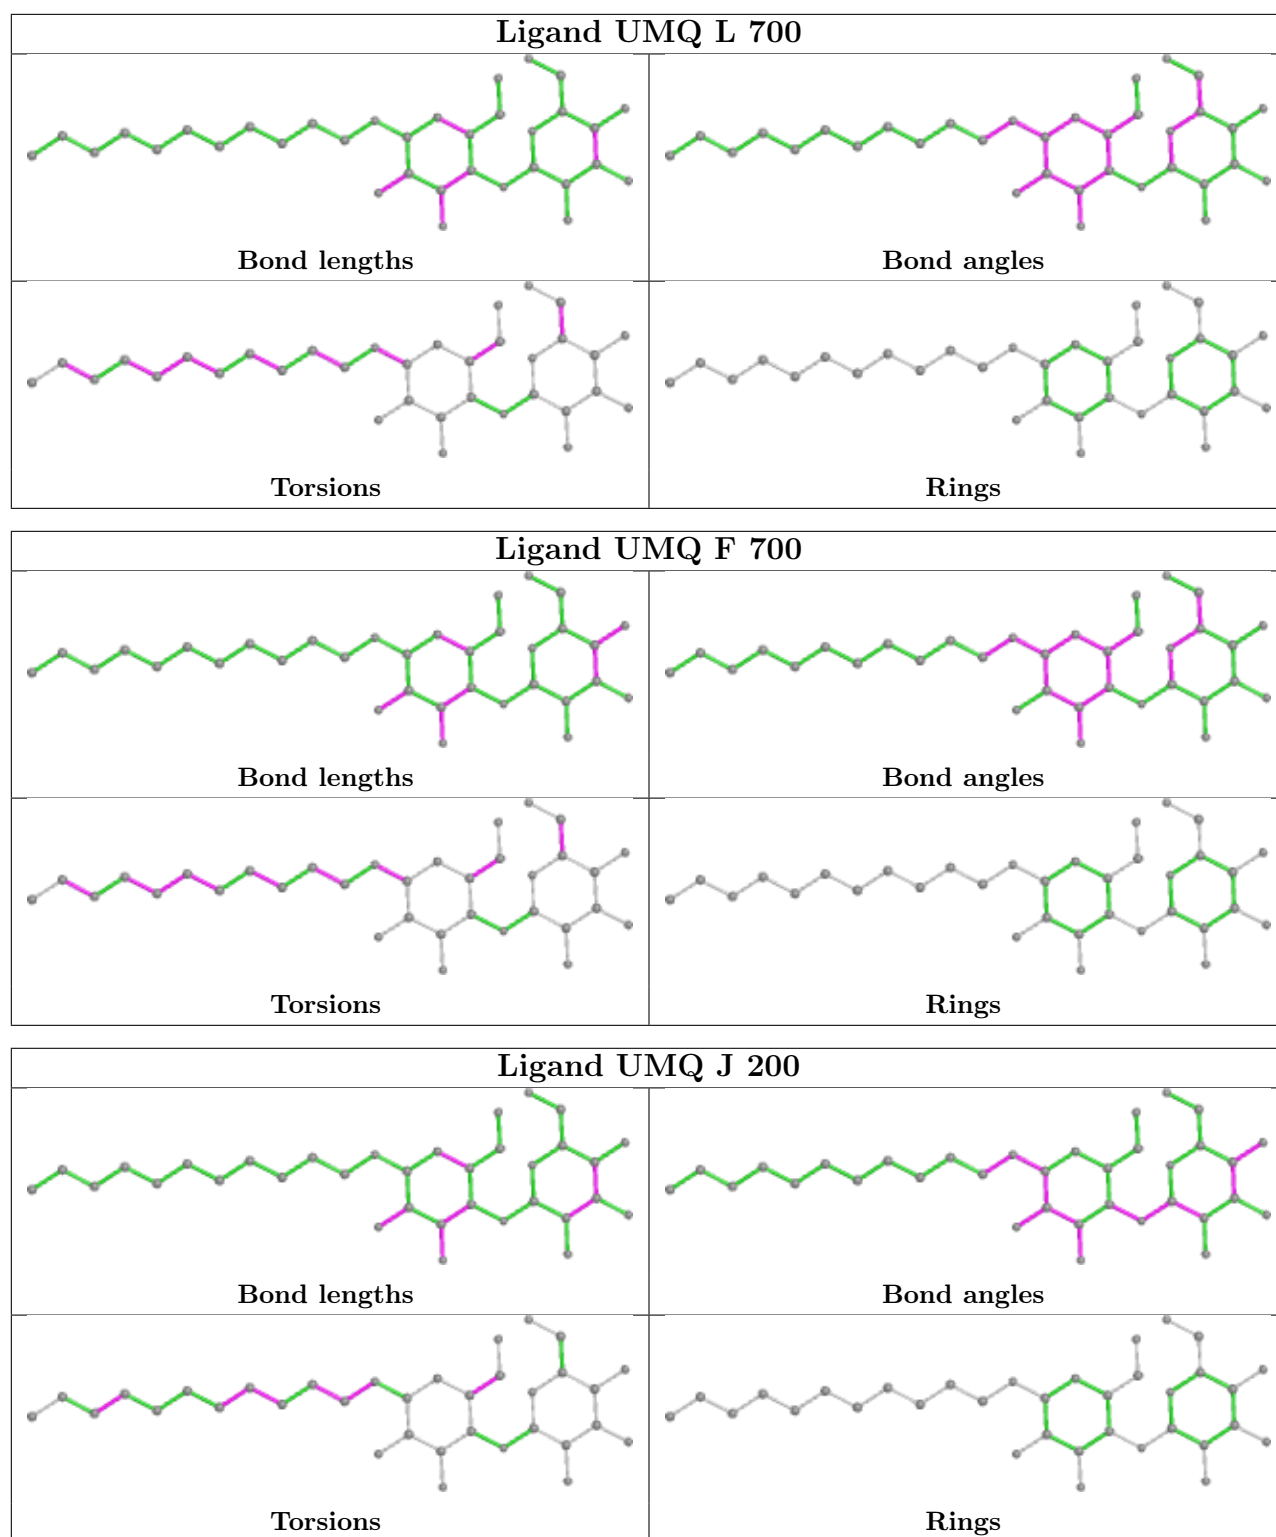 Ligand UMQ L 700
Bond lengths
Bond angles
Torsions
Rings
Ligand UMQ F 700
Bond lengths
Bond angles
Torsions
Rings
Ligand UMQ J 200
Bond lengths
Bond angles
Torsions
Rings